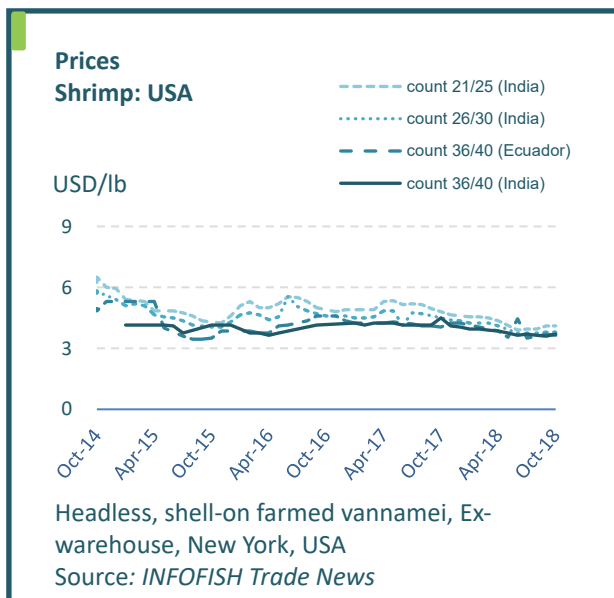 Prices
Shrimp: USA
count 21/25 (India)
count 26/30 (India)
count 36/40 (Ecuador)
count 36/40 (India)
USD/lb
9
6
3
0
Oct-14
Apr-15
Oct-15
Apr-16
Oct-16
Apr-17
Oct-17
Apr-18
Oct-18
Headless, shell-on farmed vannamei, Ex-
warehouse, New York, USA
Source: INFOFISH Trade News